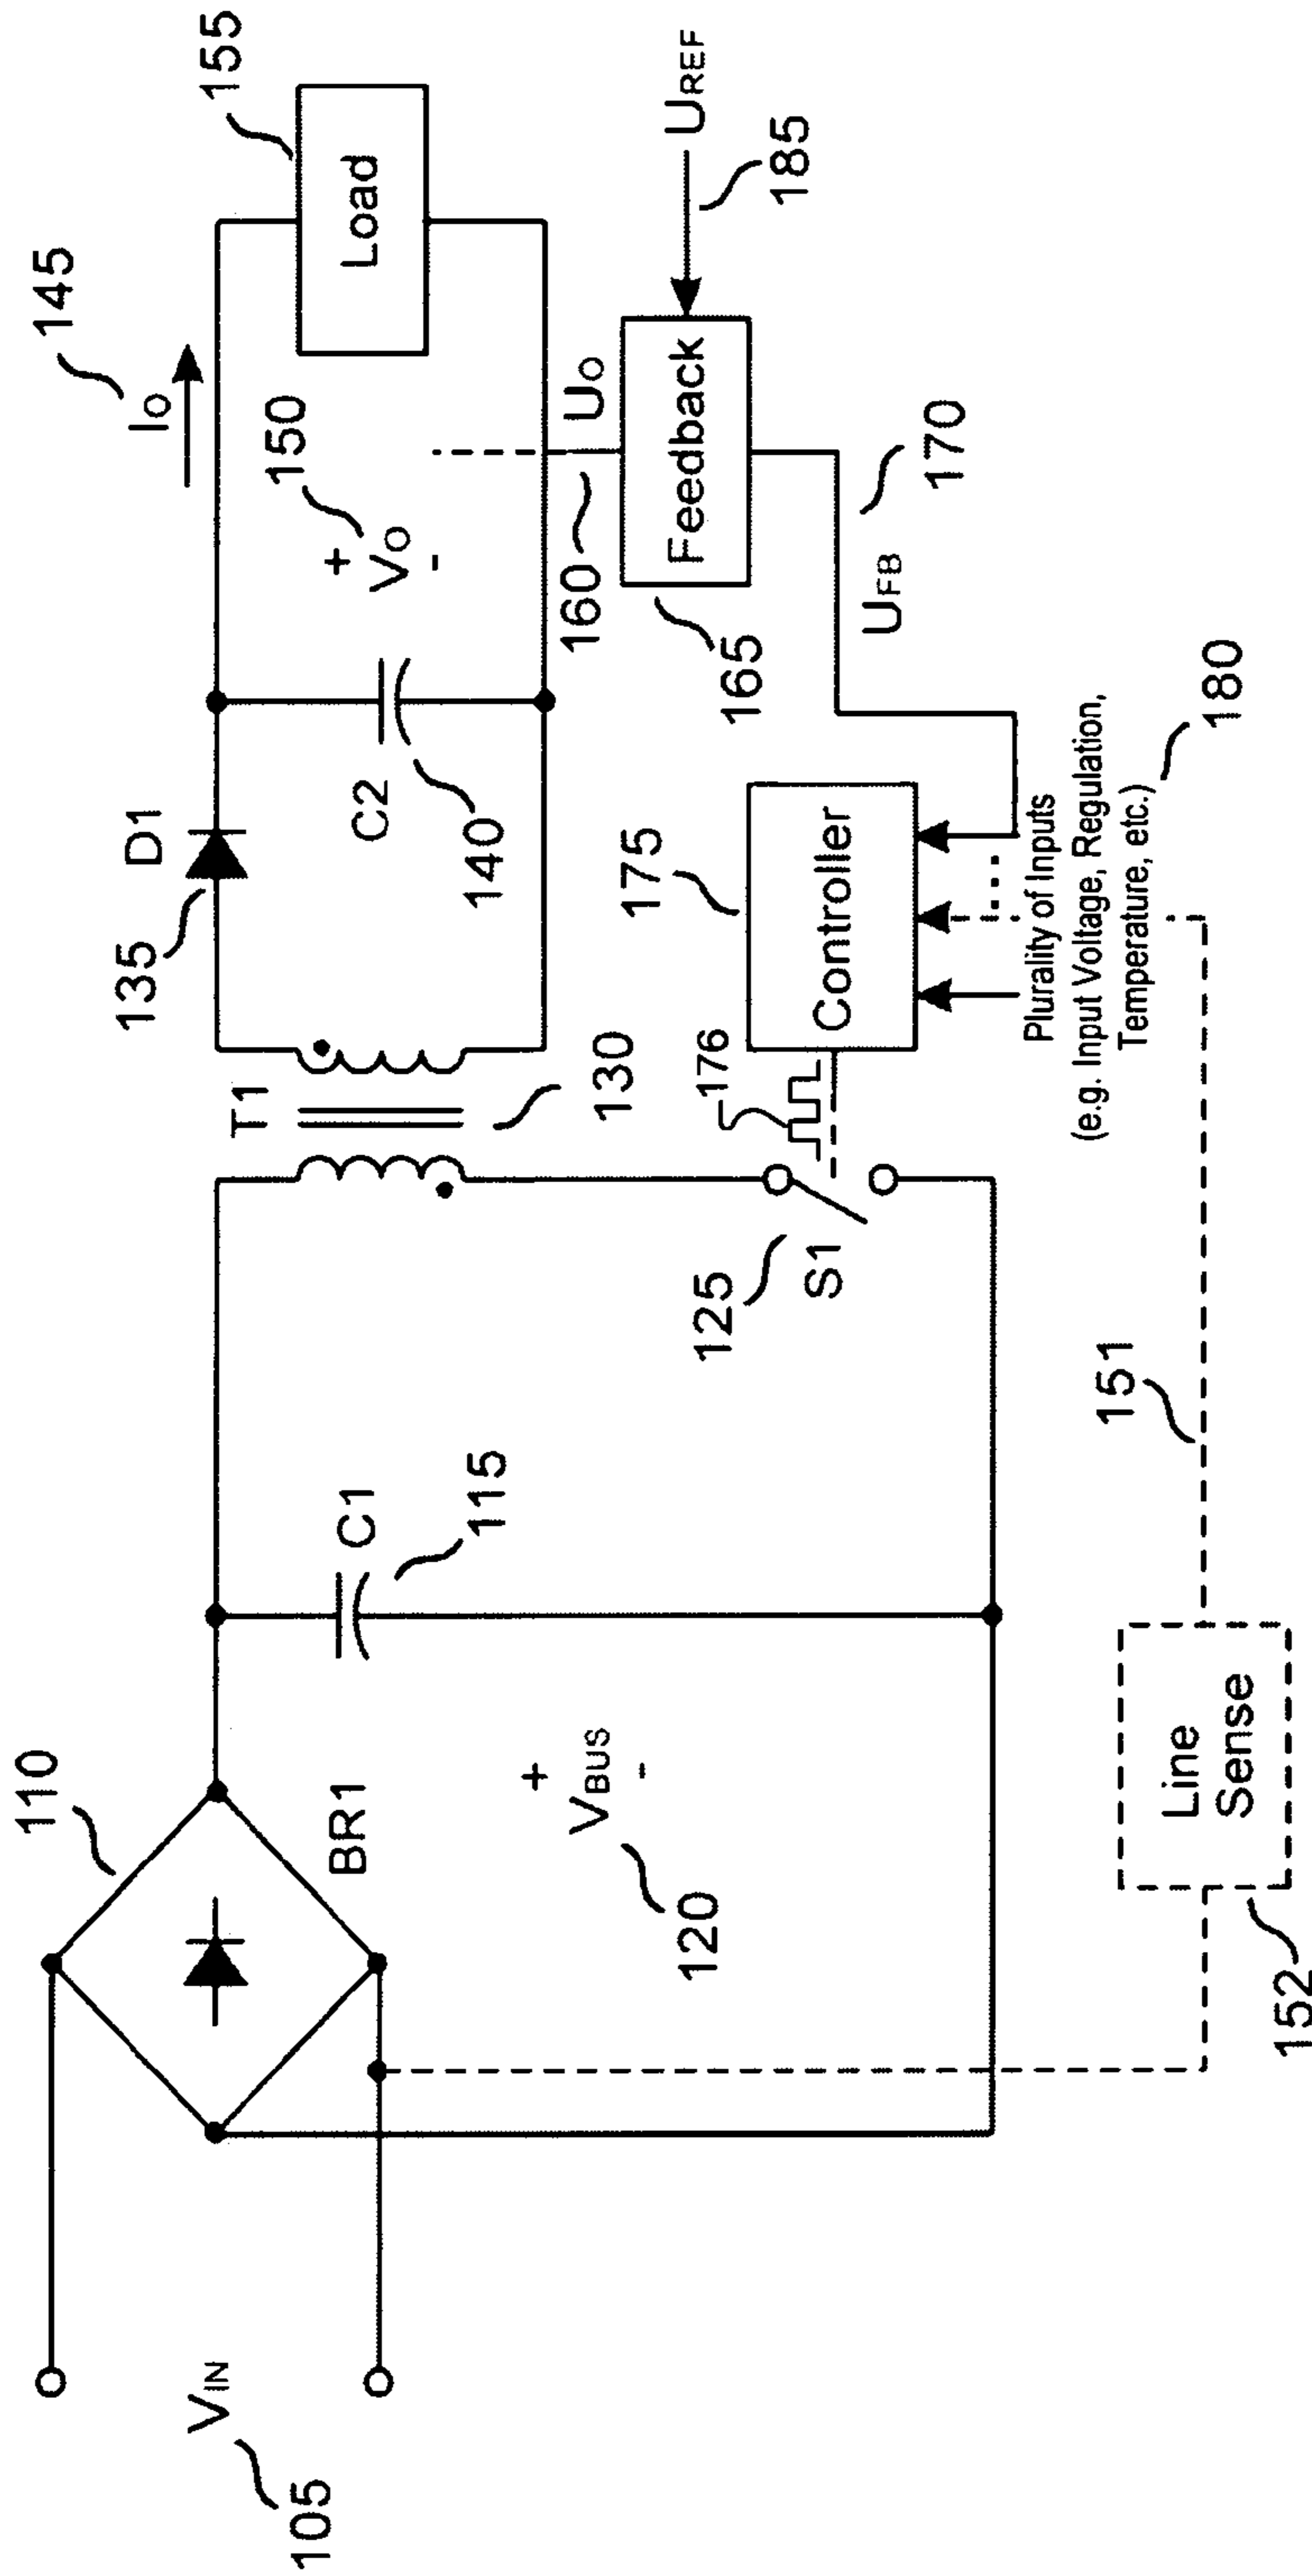 105
VIN
110
BR1
+
VBUS
-
120
C1
115
T1
130
125
S1
176
D1
135
C2
140
+
VO
-
150
IO
145
Load
155
UO
160
Feedback
165
UREF
185
UFB
170
Controller
175
Plurality of Inputs
(e.g. Input Voltage, Regulation,
Temperature, etc.)
180
151
Line
Sense
152